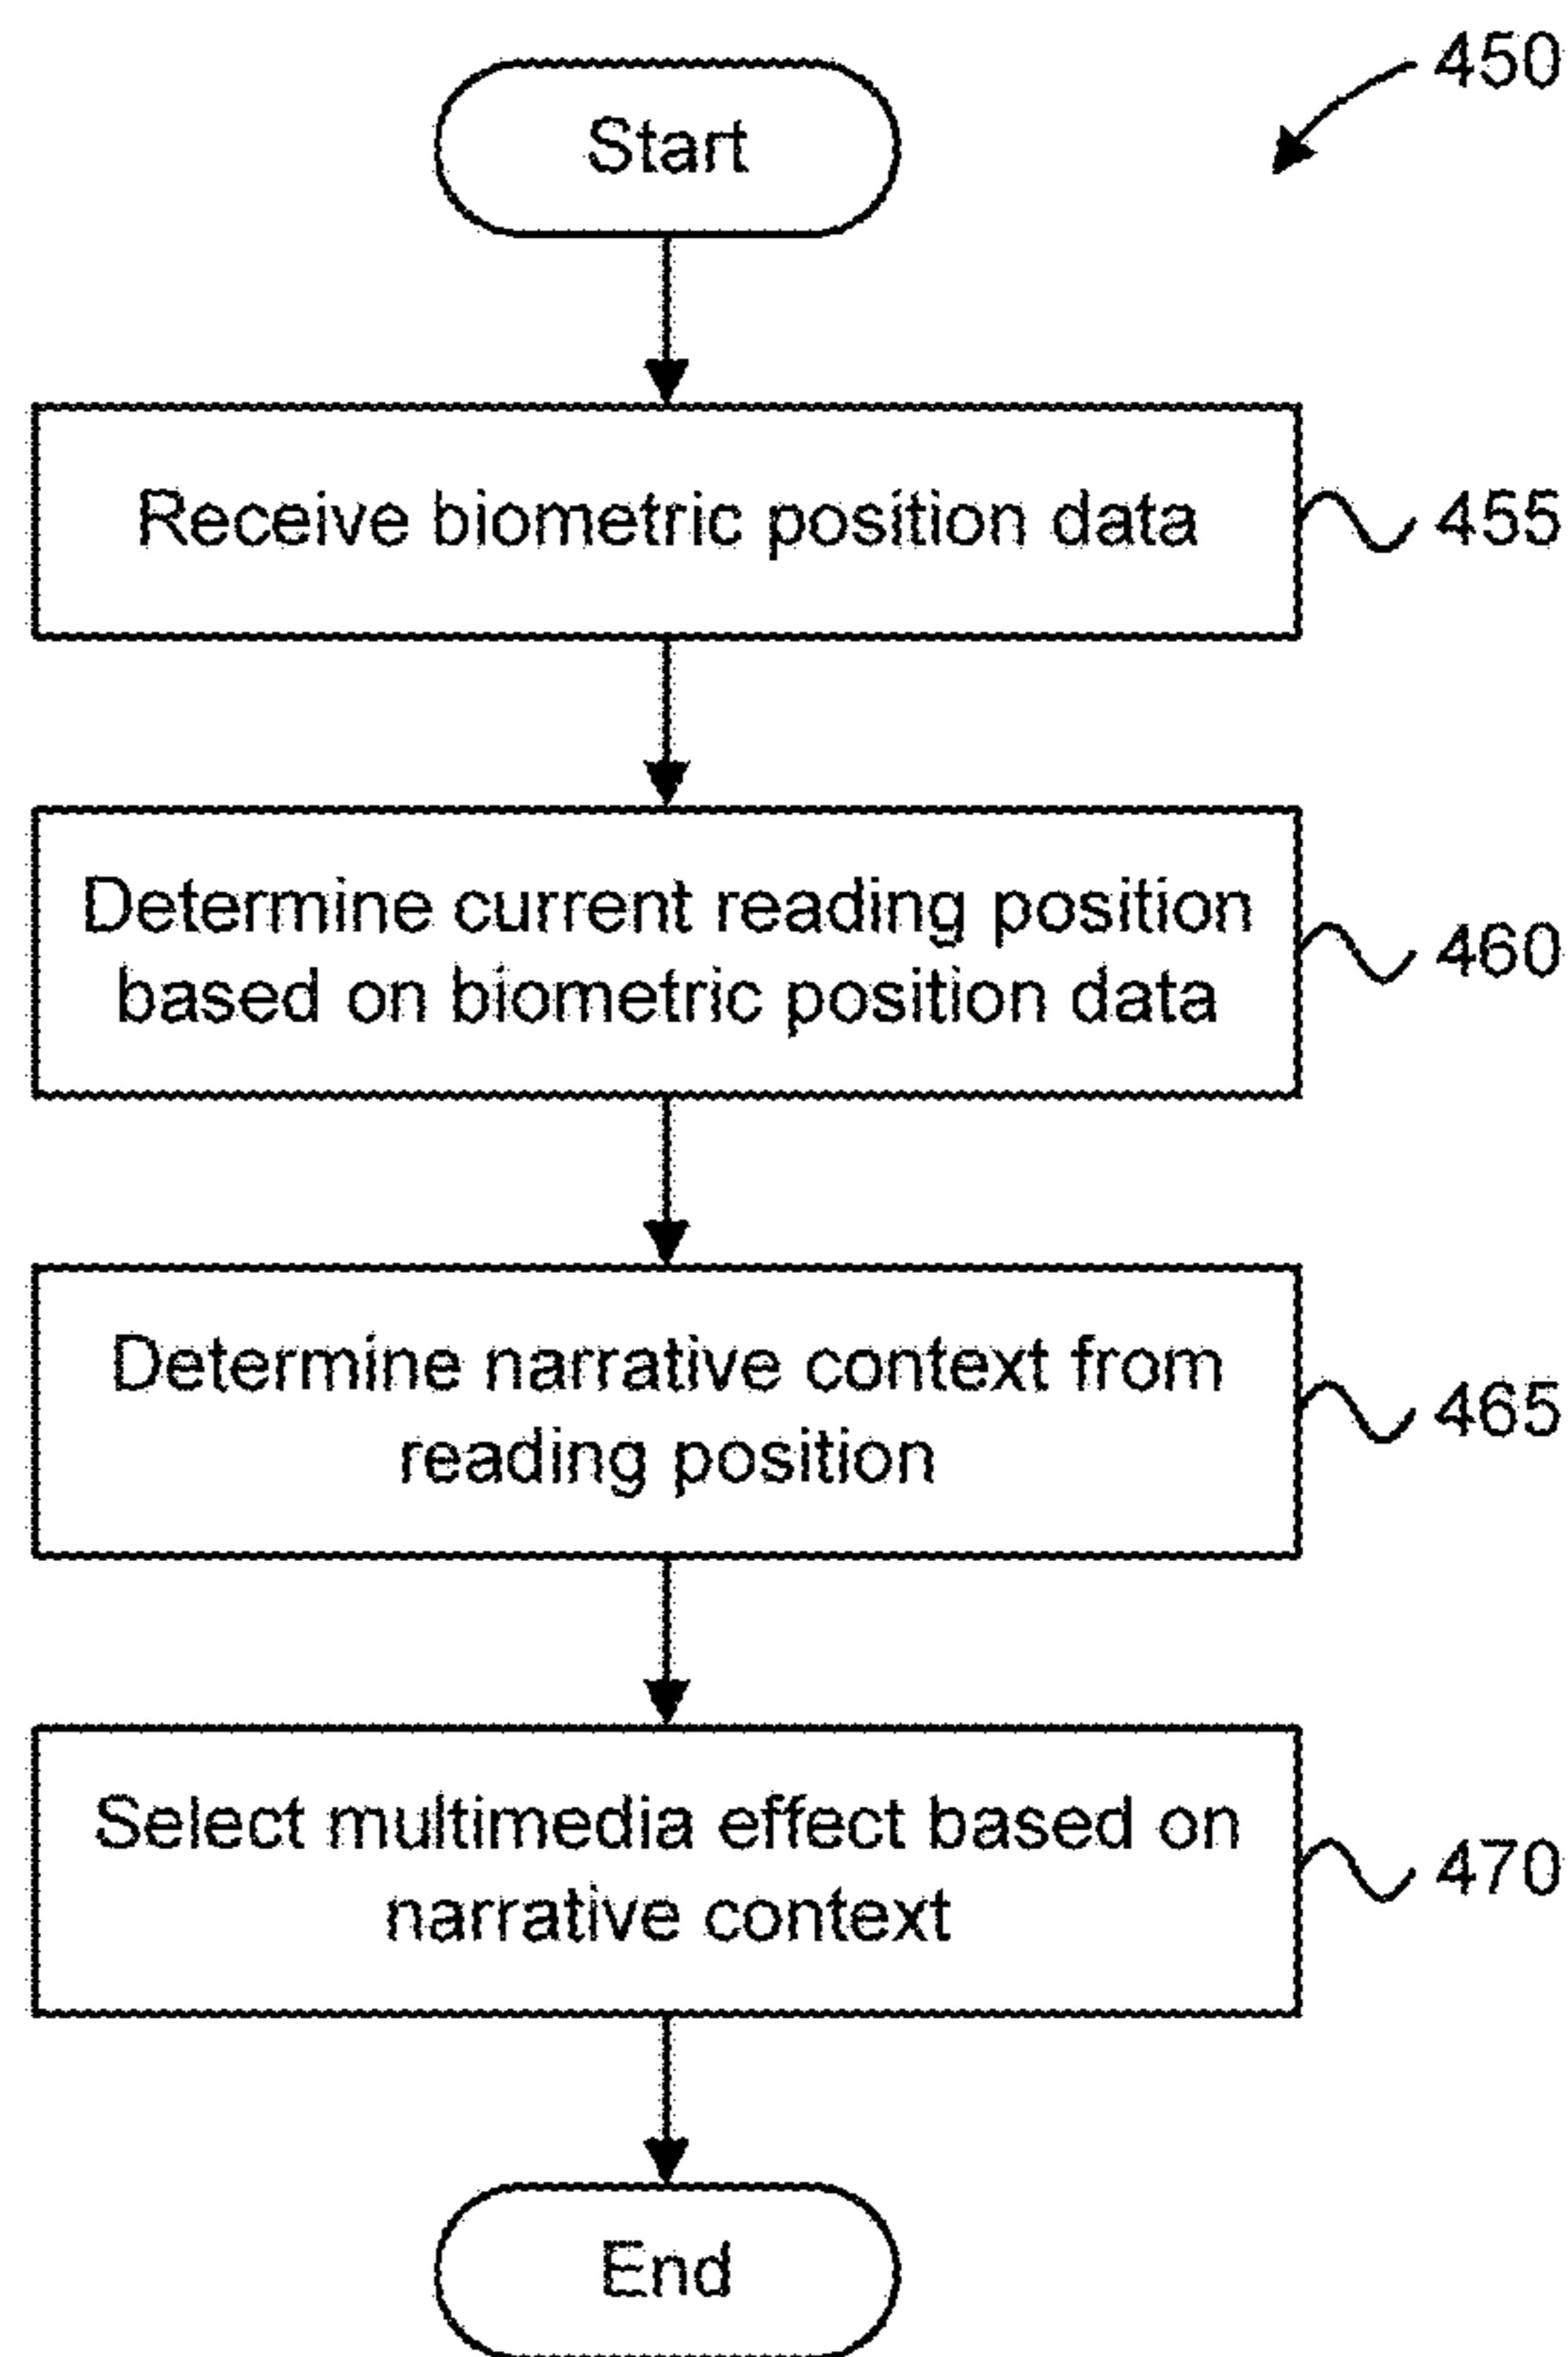 450
Start
Receive biometric position data
455
Determine current reading position
based on biometric position data
460
Determine narrative context from
reading position
465
Select multimedia effect based on
narrative context
470
End